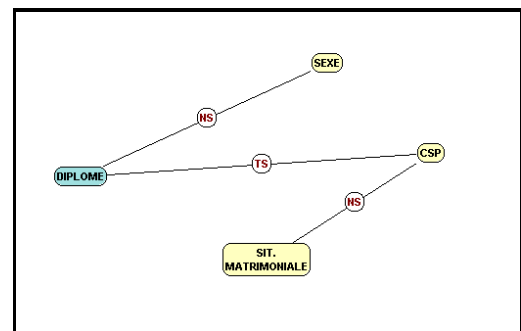 SEXE
NS
CSP
TS
DIPLOME
NS
SIT.
MATRIMONIALE